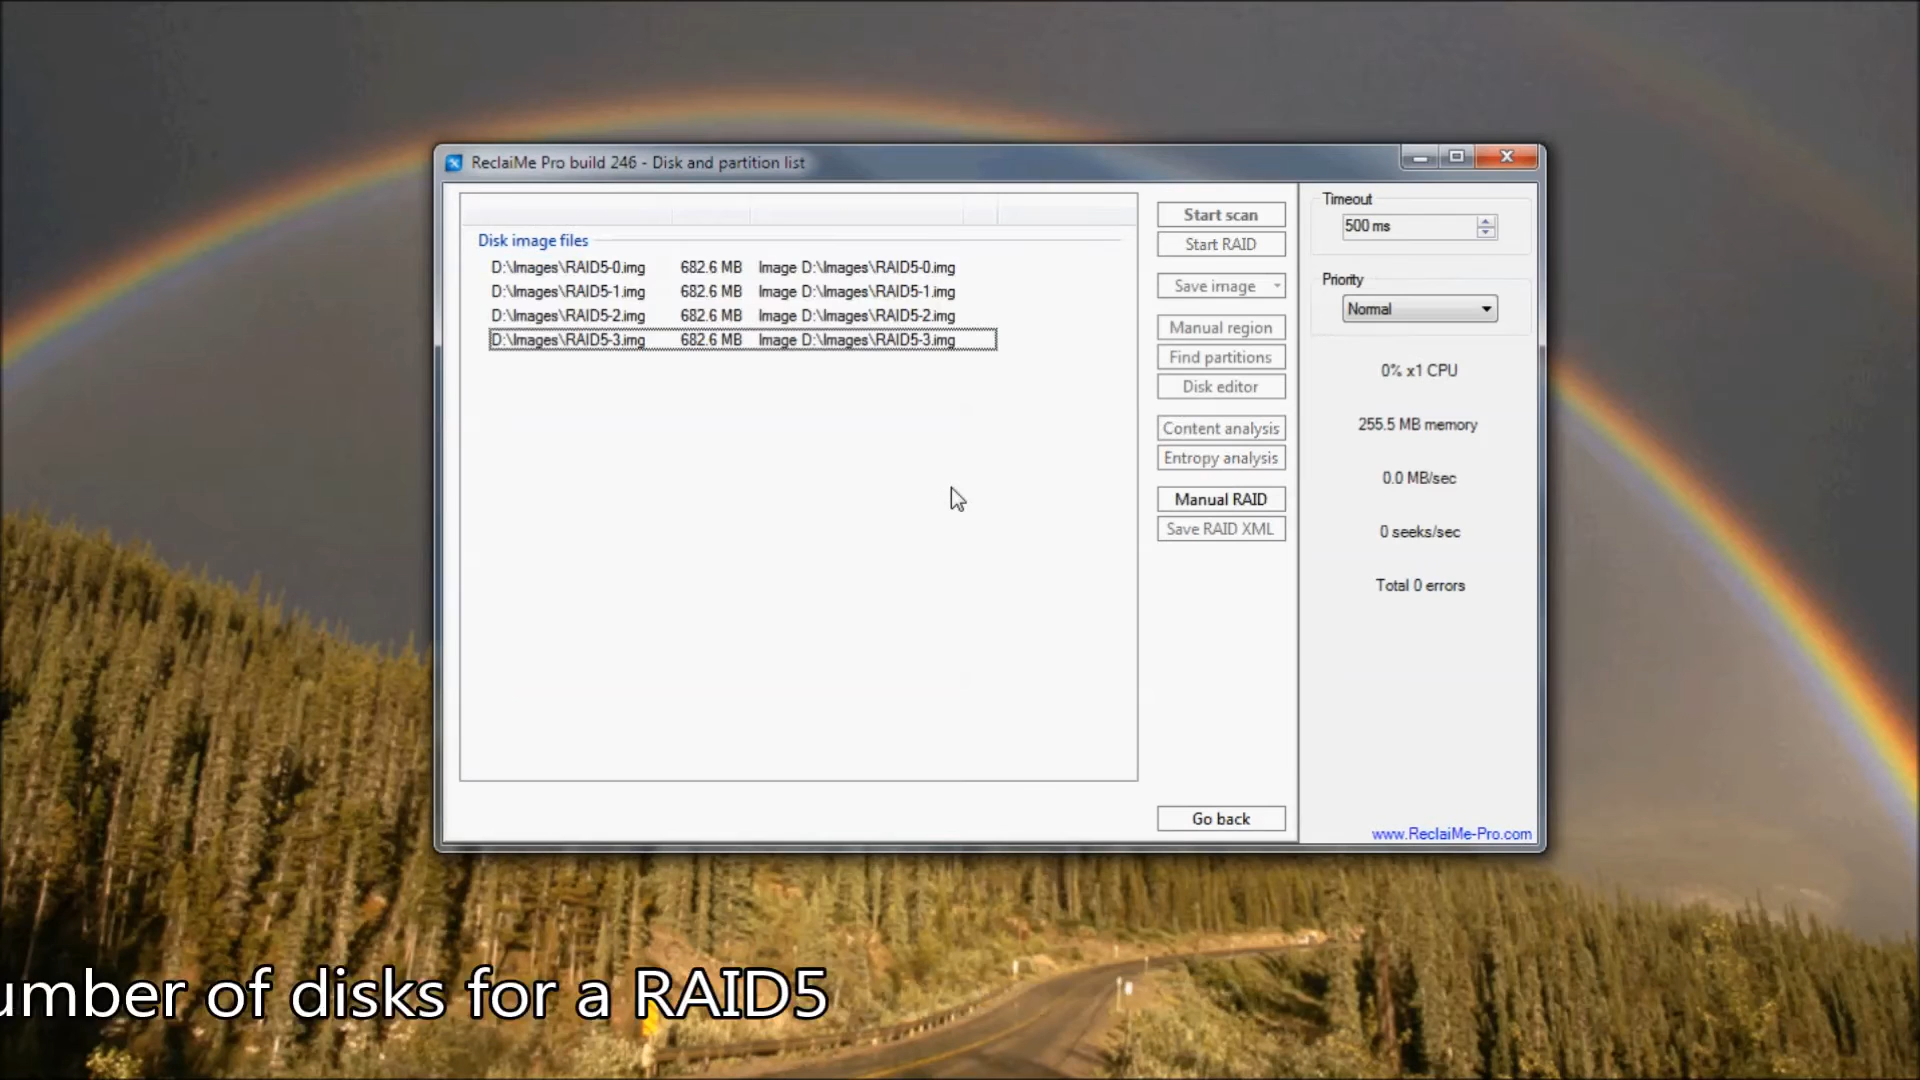 ReclaiMe Pro build 246 - Disk and partition list
Disk image files
D:\Images\RAID5-0.img 682.6 MB Image D:\Images\RAID5-0.img
D:\Images\RAID5-1.img 682.6 MB Image D:\Images\RAID5-1.img
D:\Images\RAID5-2.img 682.6 MB Image D:\Images\RAID5-2.img
D:\Images\RAID5-3.img 682.6 MB Image D:\Images\RAID5-3.img
Start scan
Start RAID
Save image
Manual region
Find partitions
Disk editor
Content analysis
Entropy analysis
Manual RAID
Save RAID XML
Go back
Timeout
500 ms
Priority
Normal
0% x1 CPU
255.5 MB memory
0.0 MB/sec
0 seeks/sec
Total 0 errors
www.ReclaiMe-Pro.com
umber of disks for a RAID5